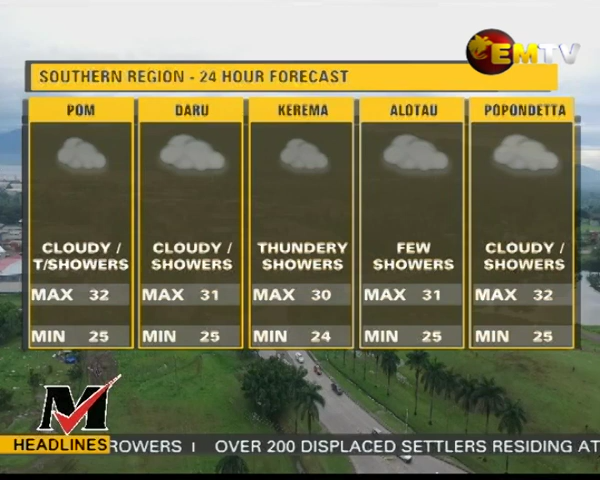 EMTV
SOUTHERN REGION - 24 HOUR FORECAST
POM
CLOUDY /
T/SHOWERS
MAX 32
MIN 25
DARU
CLOUDY /
SHOWERS
MAX 31
MIN 25
KEREMA
THUNDERY
SHOWERS
MAX 30
MIN 24
ALOTAU
FEW
SHOWERS
MAX 31
MIN 25
POPONDETTA
CLOUDY /
SHOWERS
MAX 32
MIN 25
M
HEADLINES ROWERS | OVER 200 DISPLACED SETTLERS RESIDING AT